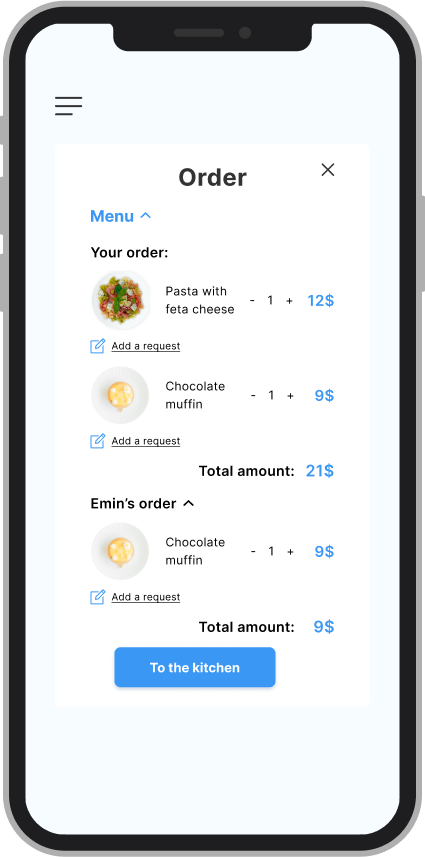 Order
Menu
Your order:
Pasta with
feta cheese
- 1 + 12$
Add a request
Chocolate
muffin
- 1 + 9$
Add a request
Total amount: 21$
Emin's order
Chocolate
muffin
- 1 + 9$
Add a request
Total amount: 9$
To the kitchen